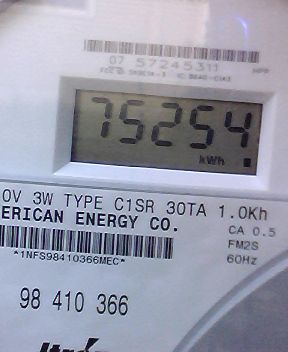 07 57245311
75254
kWh
0V 3W TYPE C1SR 30TA 1.0Kh
ERICAN ENERGY CO.
CA 0.5
FM2S
60Hz
*1NFS98410366MEC*
98 410 366
Itro